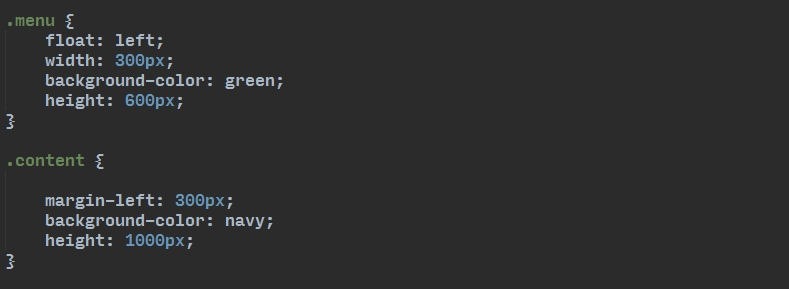 .menu {
    float: left;
    width: 300px;
    background-color: green;
    height: 600px;
}

.content {

    margin-left: 300px;
    background-color: navy;
    height: 1000px;
}